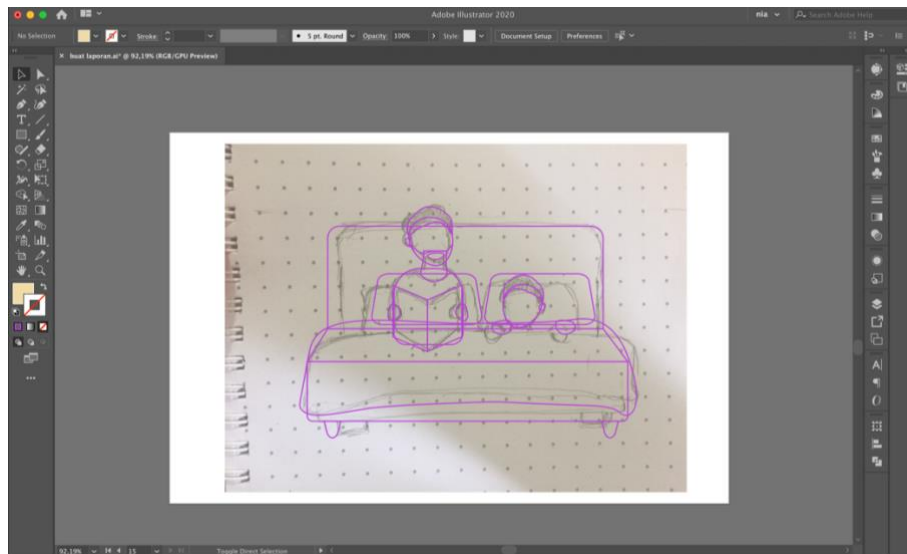 Adobe Illustrator 2020
nia
Search Adobe Help
No Selection
Stroke:
5 pt. Round
Opacity: 100%
Style:
Document Setup
Preferences
× buat laporan.ai* @ 92,19% (RGB/GPU Preview)
92,19%
15
Toggle Direct Selection